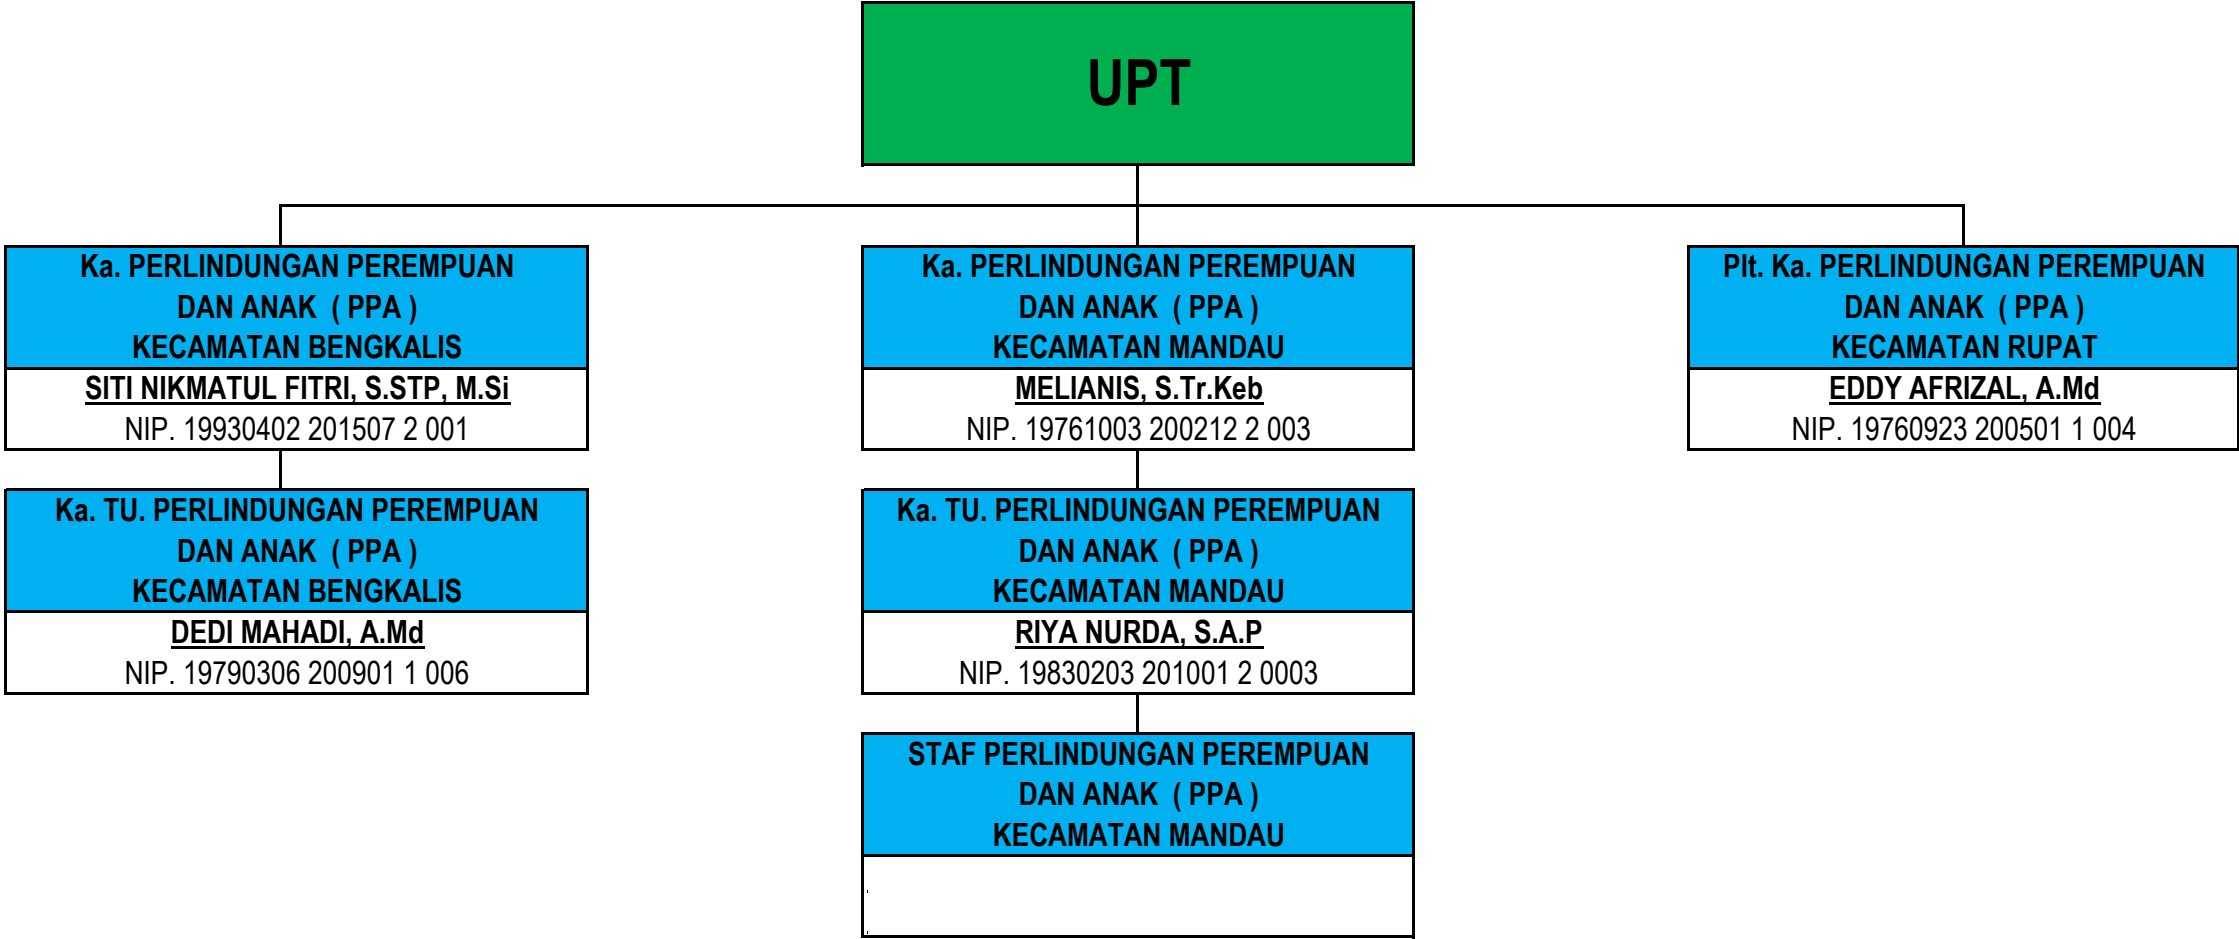 UPT
Ka. PERLINDUNGAN PEREMPUAN
DAN ANAK ( PPA )
KECAMATAN BENGKALIS
SITI NIKMATUL FITRI, S.STP, M.Si
NIP. 19930402 201507 2 001
Ka. PERLINDUNGAN PEREMPUAN
DAN ANAK ( PPA )
KECAMATAN MANDAU
MELIANIS, S.Tr.Keb
NIP. 19761003 200212 2 003
Plt. Ka. PERLINDUNGAN PEREMPUAN
DAN ANAK ( PPA )
KECAMATAN RUPAT
EDDY AFRIZAL, A.Md
NIP. 19760923 200501 1 004
Ka. TU. PERLINDUNGAN PEREMPUAN
DAN ANAK ( PPA )
KECAMATAN BENGKALIS
DEDI MAHADI, A.Md
NIP. 19790306 200901 1 006
Ka. TU. PERLINDUNGAN PEREMPUAN
DAN ANAK ( PPA )
KECAMATAN MANDAU
RIYA NURDA, S.A.P
NIP. 19830203 201001 2 0003
STAF PERLINDUNGAN PEREMPUAN
DAN ANAK ( PPA )
KECAMATAN MANDAU